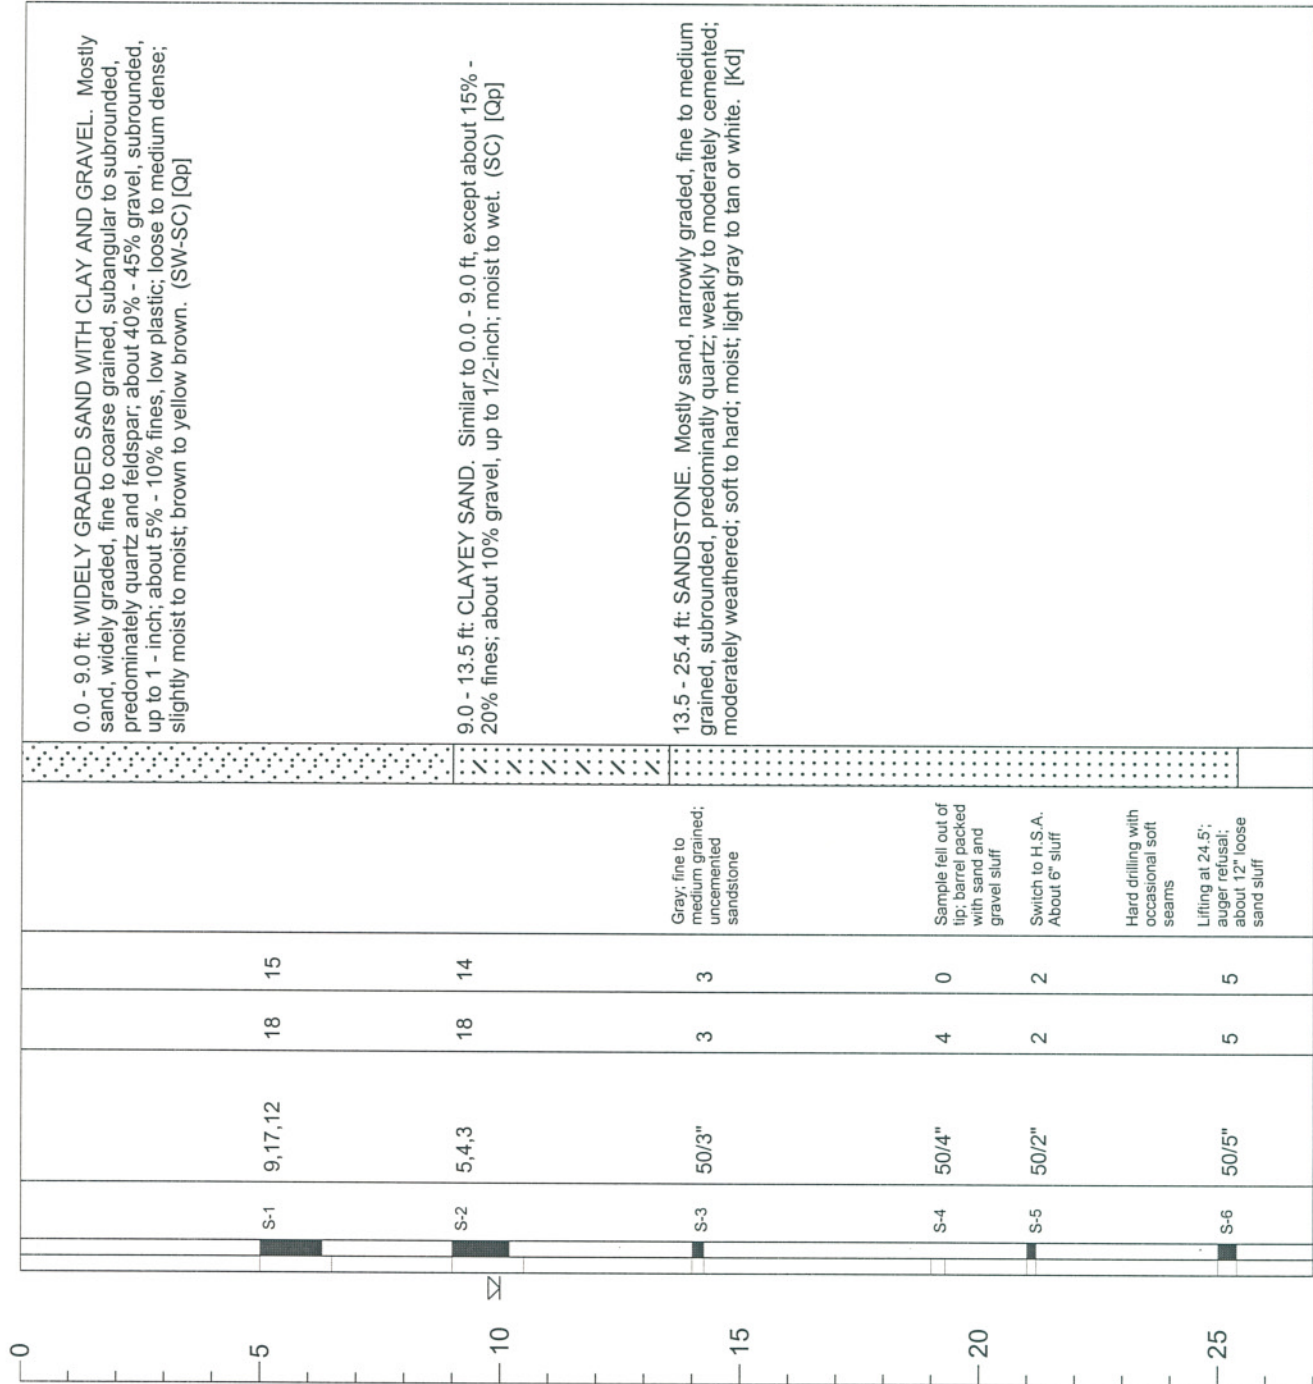 0
5
10
15
20
25
S-1
9,17,12
18
15
S-2
5,4,3
18
14
S-3
50/3"
3
3
Gray; fine to
medium grained;
uncemented
sandstone
S-4
50/4"
4
0
Sample fell out of
tip; barrel packed
with sand and
gravel sluff
S-5
50/2"
2
2
Switch to H.S.A.
About 6" sluff
Hard drilling with
occasional soft
seams
S-6
50/5"
5
5
Lifting at 24.5';
auger refusal;
about 12" loose
sand sluff
0.0 - 9.0 ft: WIDELY GRADED SAND WITH CLAY AND GRAVEL. Mostly
sand, widely graded, fine to coarse grained, subangular to subrounded,
predominately quartz and feldspar; about 40% - 45% gravel, subrounded,
up to 1 - inch; about 5% - 10% fines, low plastic; loose to medium dense;
slightly moist to moist; brown to yellow brown. (SW-SC) [Qp]
9.0 - 13.5 ft: CLAYEY SAND. Similar to 0.0 - 9.0 ft, except about 15% -
20% fines; about 10% gravel, up to 1/2-inch; moist to wet. (SC) [Qp]
13.5 - 25.4 ft: SANDSTONE. Mostly sand, narrowly graded, fine to medium
grained, subrounded, predominatly quartz; weakly to moderately cemented;
moderately weathered; soft to hard; moist; light gray to tan or white. [Kd]